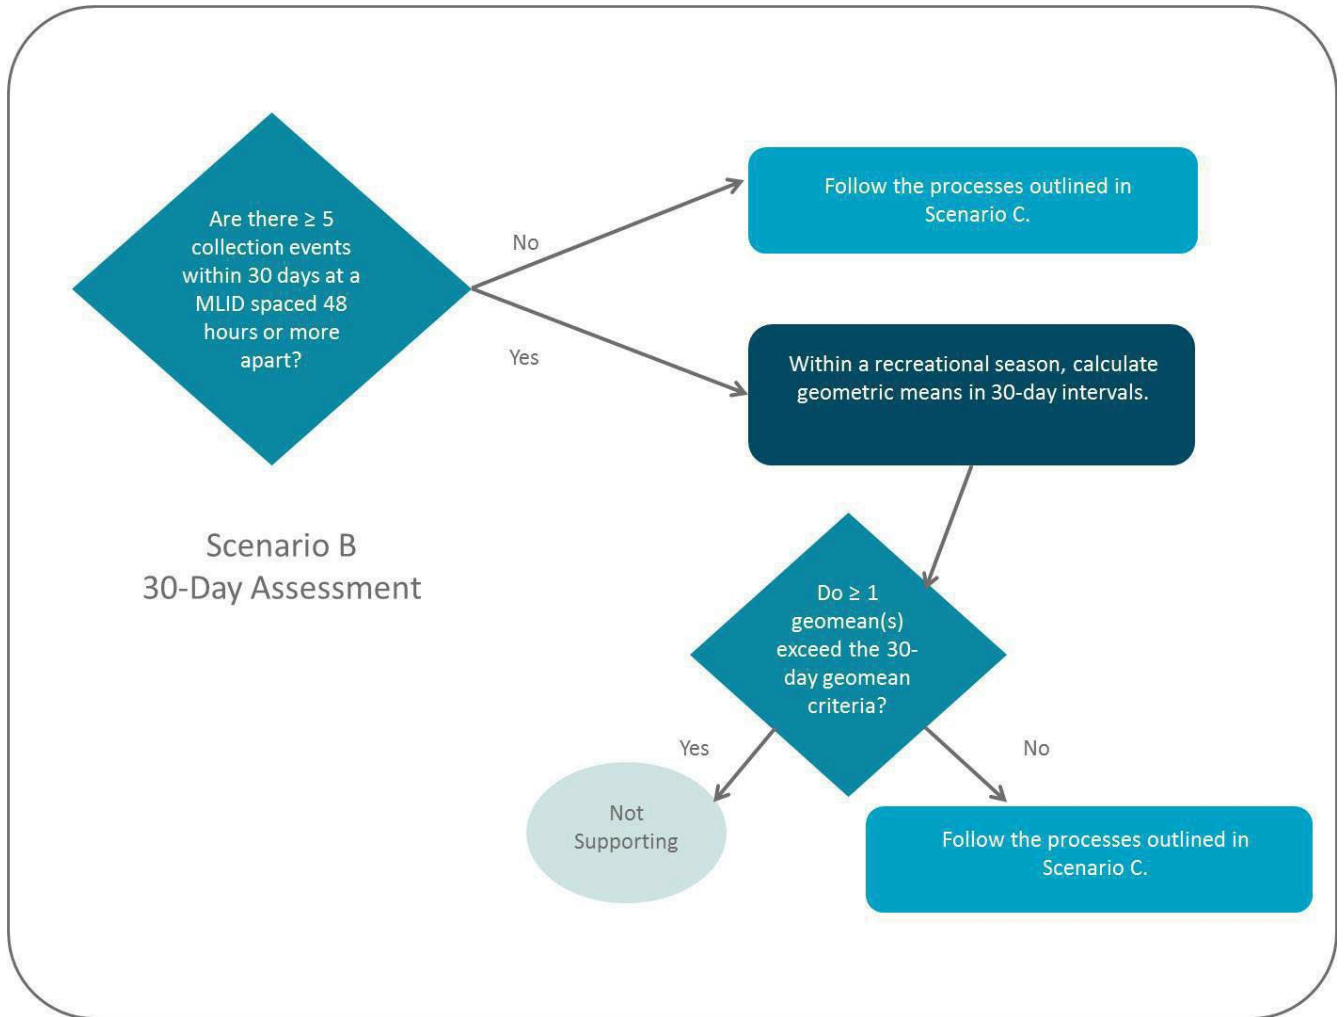 Are there ≥ 5
collection events
within 30 days at a
MLID spaced 48
hours or more
apart?
No
Follow the processes outlined in
Scenario C.
Yes
Within a recreational season, calculate
geometric means in 30-day intervals.
Scenario B
30-Day Assessment
Do ≥ 1
geomean(s)
exceed the 30-
day geomean
criteria?
Yes
No
Not
Supporting
Follow the processes outlined in
Scenario C.